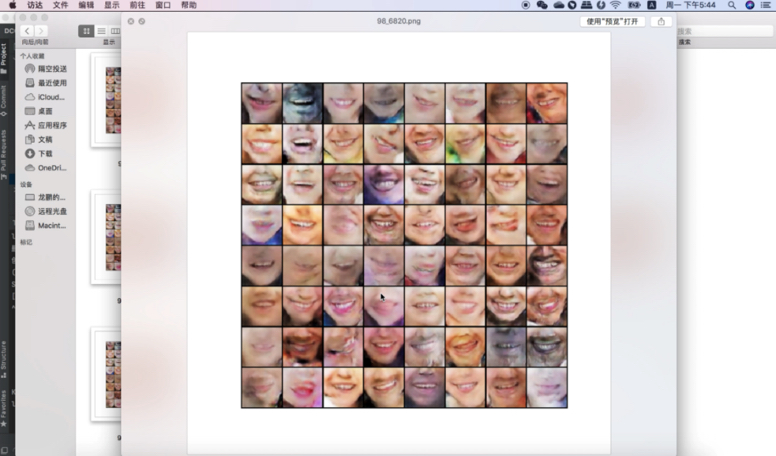 访达 文件 编辑 显示 前往 窗口 帮助
周一 下午5:44
98_6820.png
使用“预览”打开
搜索
向后/向前
显示
搜索
个人收藏
隔空投送
最近使用
iCloud...
桌面
应用程序
文稿
下载
OneDri...
设备
龙鹏的...
远程光盘
Macint...
标记
Project
Commit
Pull Requests
Structure
Favorites